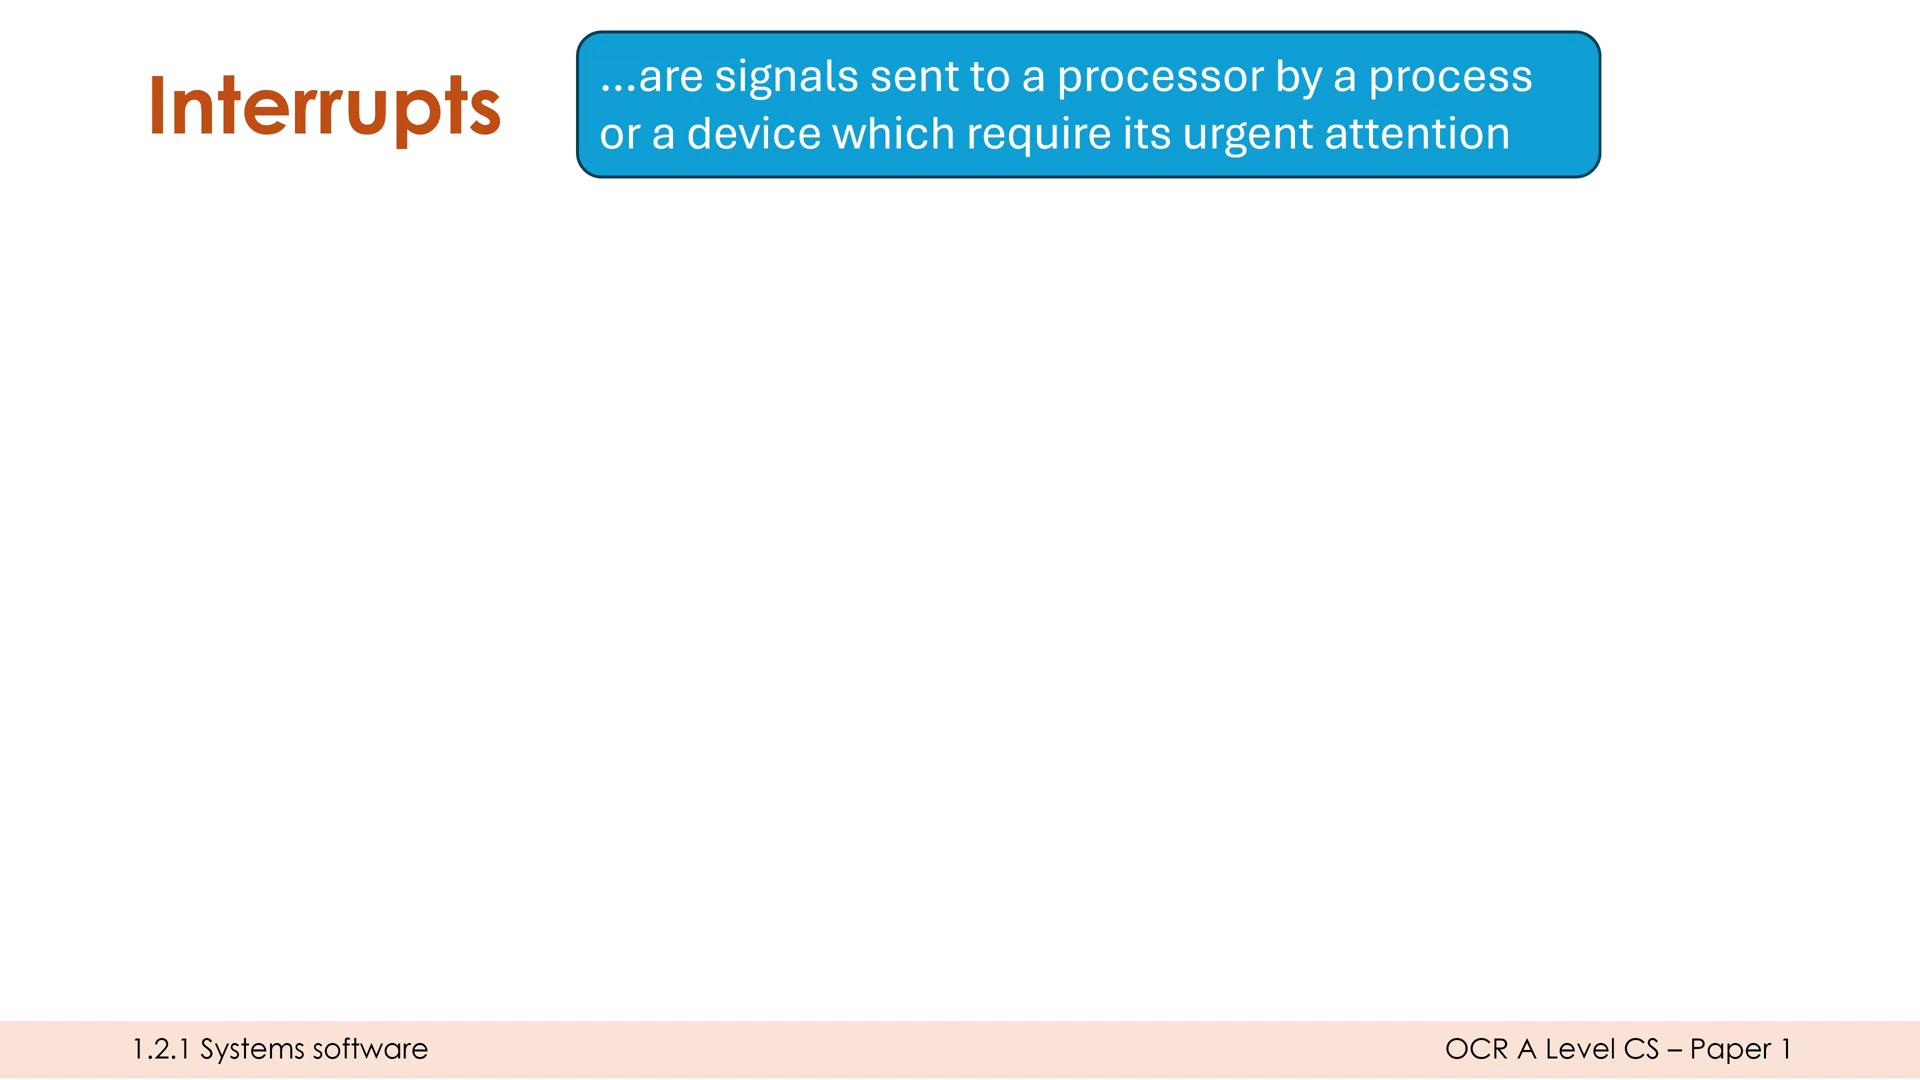 Interrupts
...are signals sent to a processor by a process
or a device which require its urgent attention
1.2.1 Systems software
OCR A Level CS – Paper 1